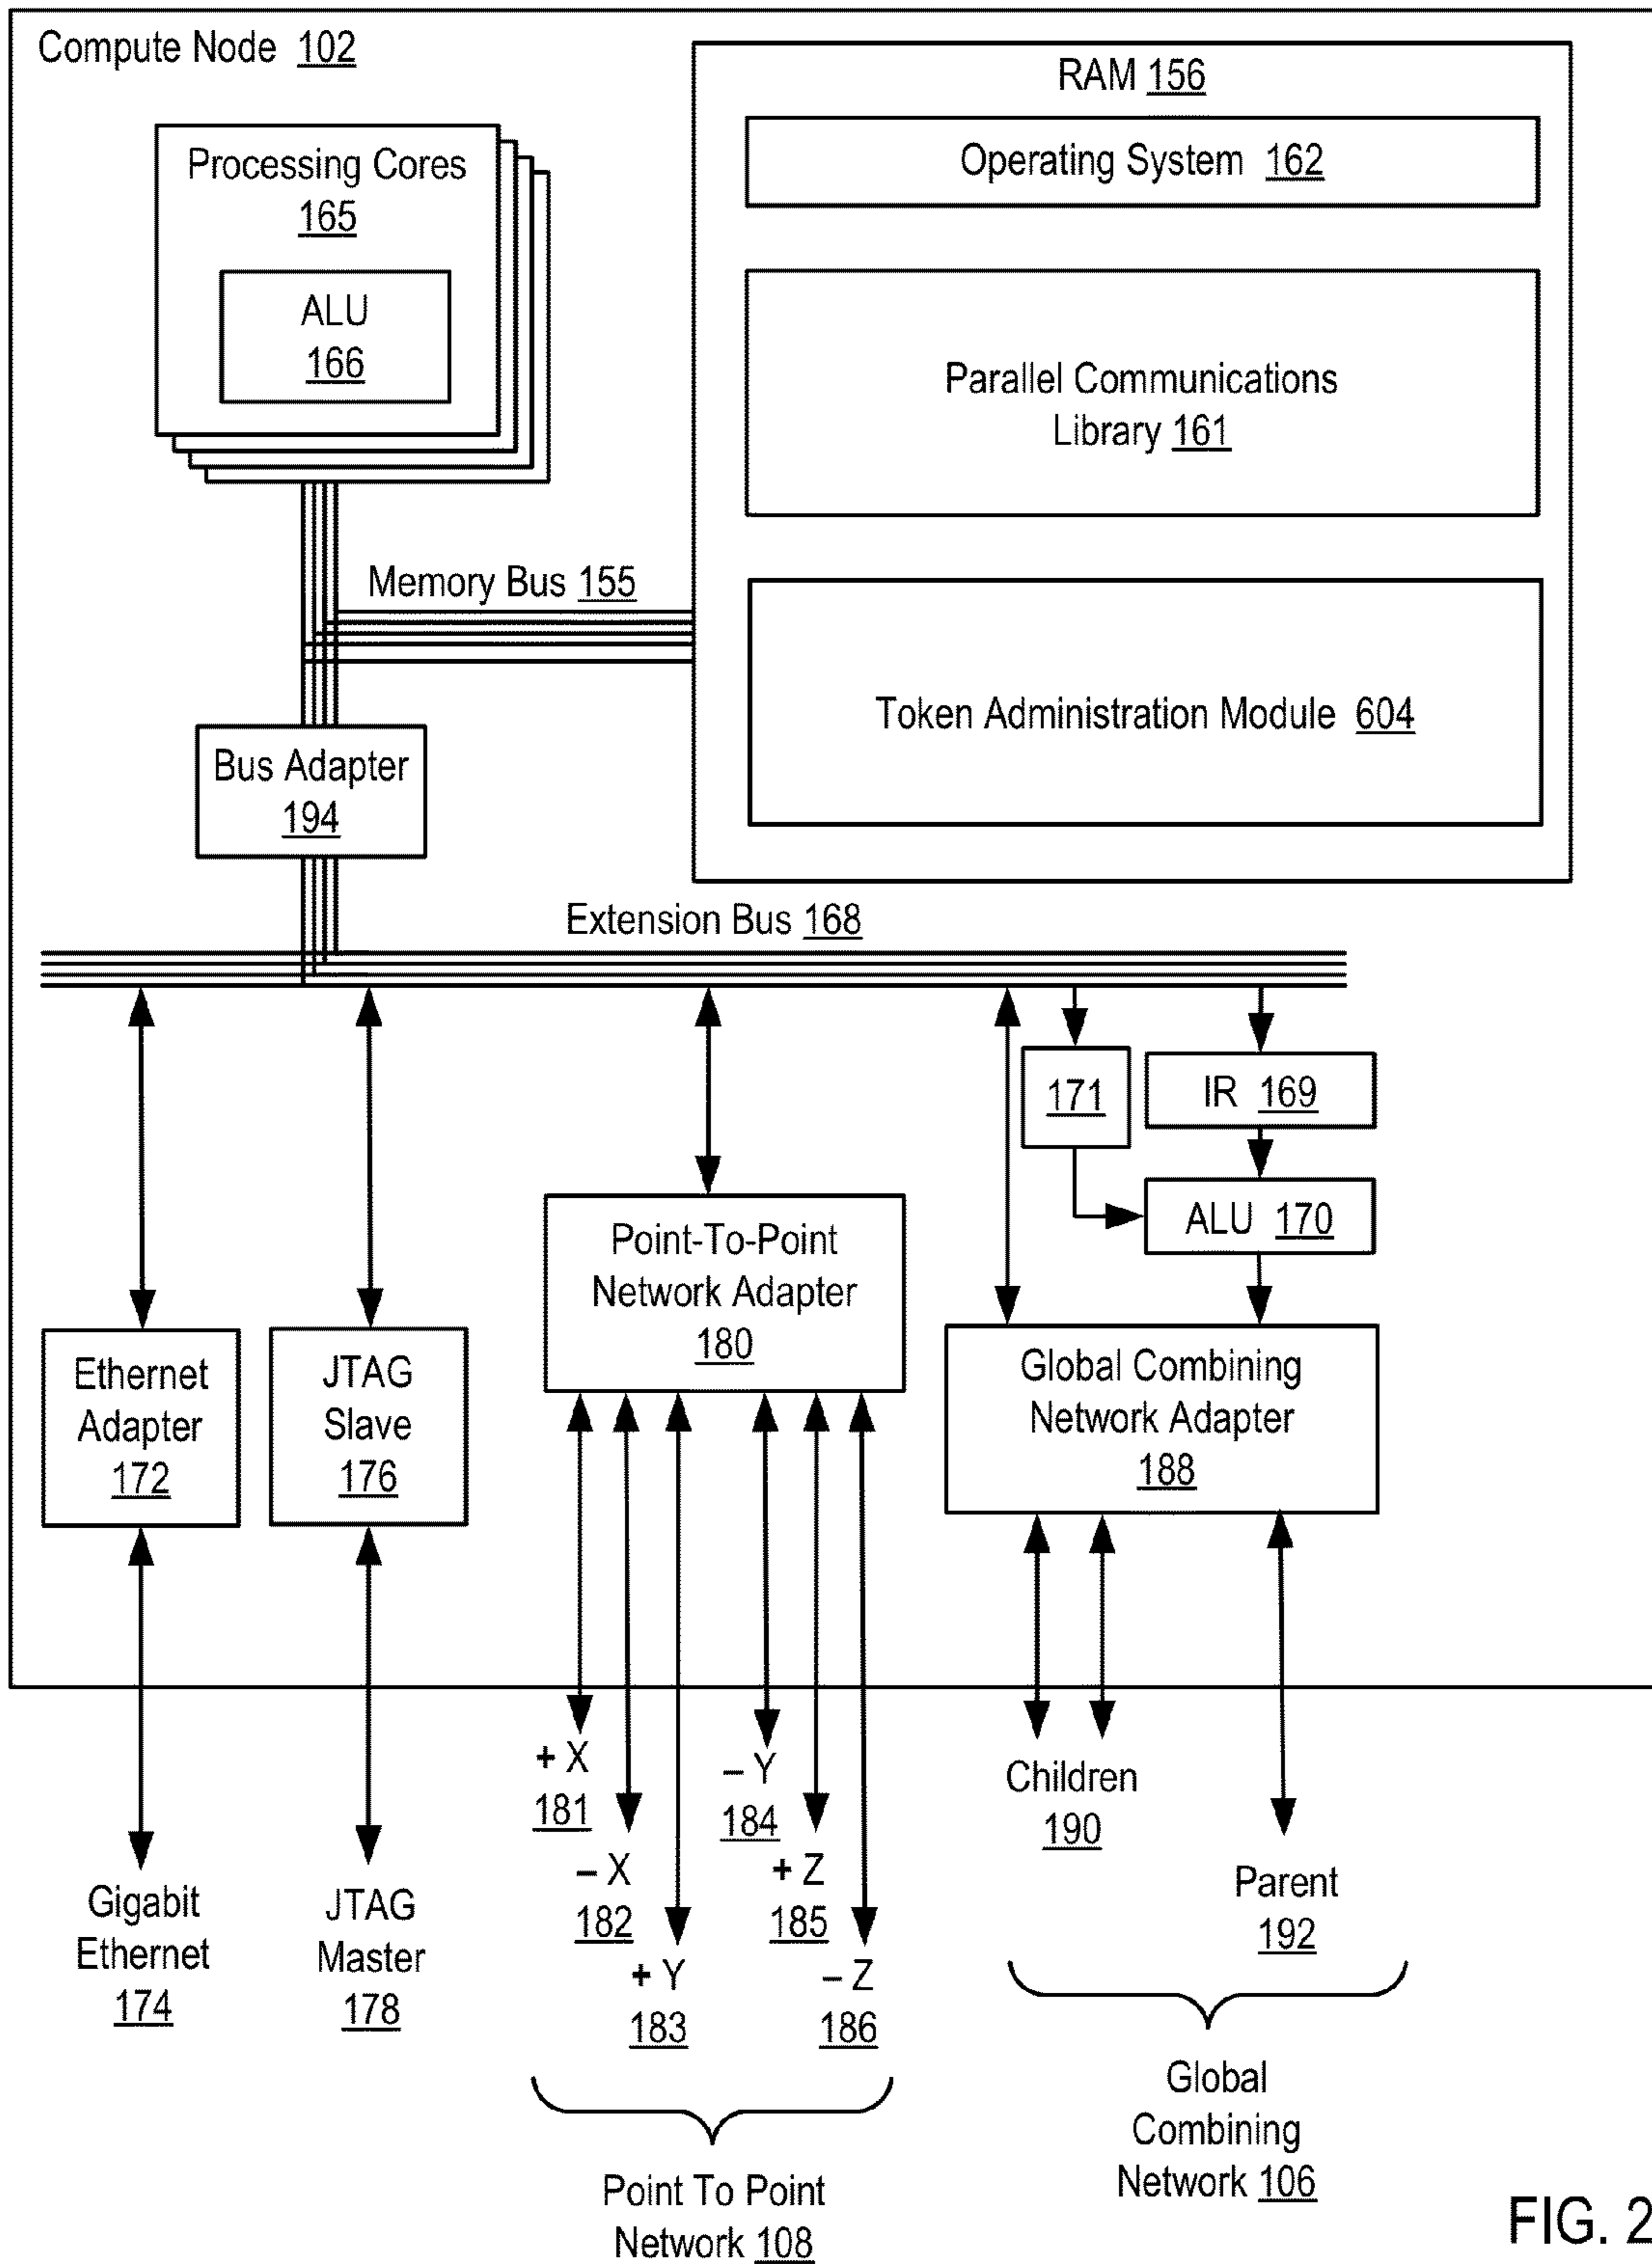 Compute Node 102
RAM 156
Operating System 162
Processing Cores
165
ALU
166
Parallel Communications
Library 161
Memory Bus 155
Token Administration Module 604
Bus Adapter
194
Extension Bus 168
171
IR 169
ALU 170
Point-To-Point
Network Adapter
180
Ethernet
Adapter
172
JTAG
Slave
176
Global Combining
Network Adapter
188
+ X
181
– X
182
+ Y
183
– Y
184
+ Z
185
– Z
186
Children
190
Parent
192
Gigabit
Ethernet
174
JTAG
Master
178
Point To Point
Network 108
Global
Combining
Network 106
FIG. 2